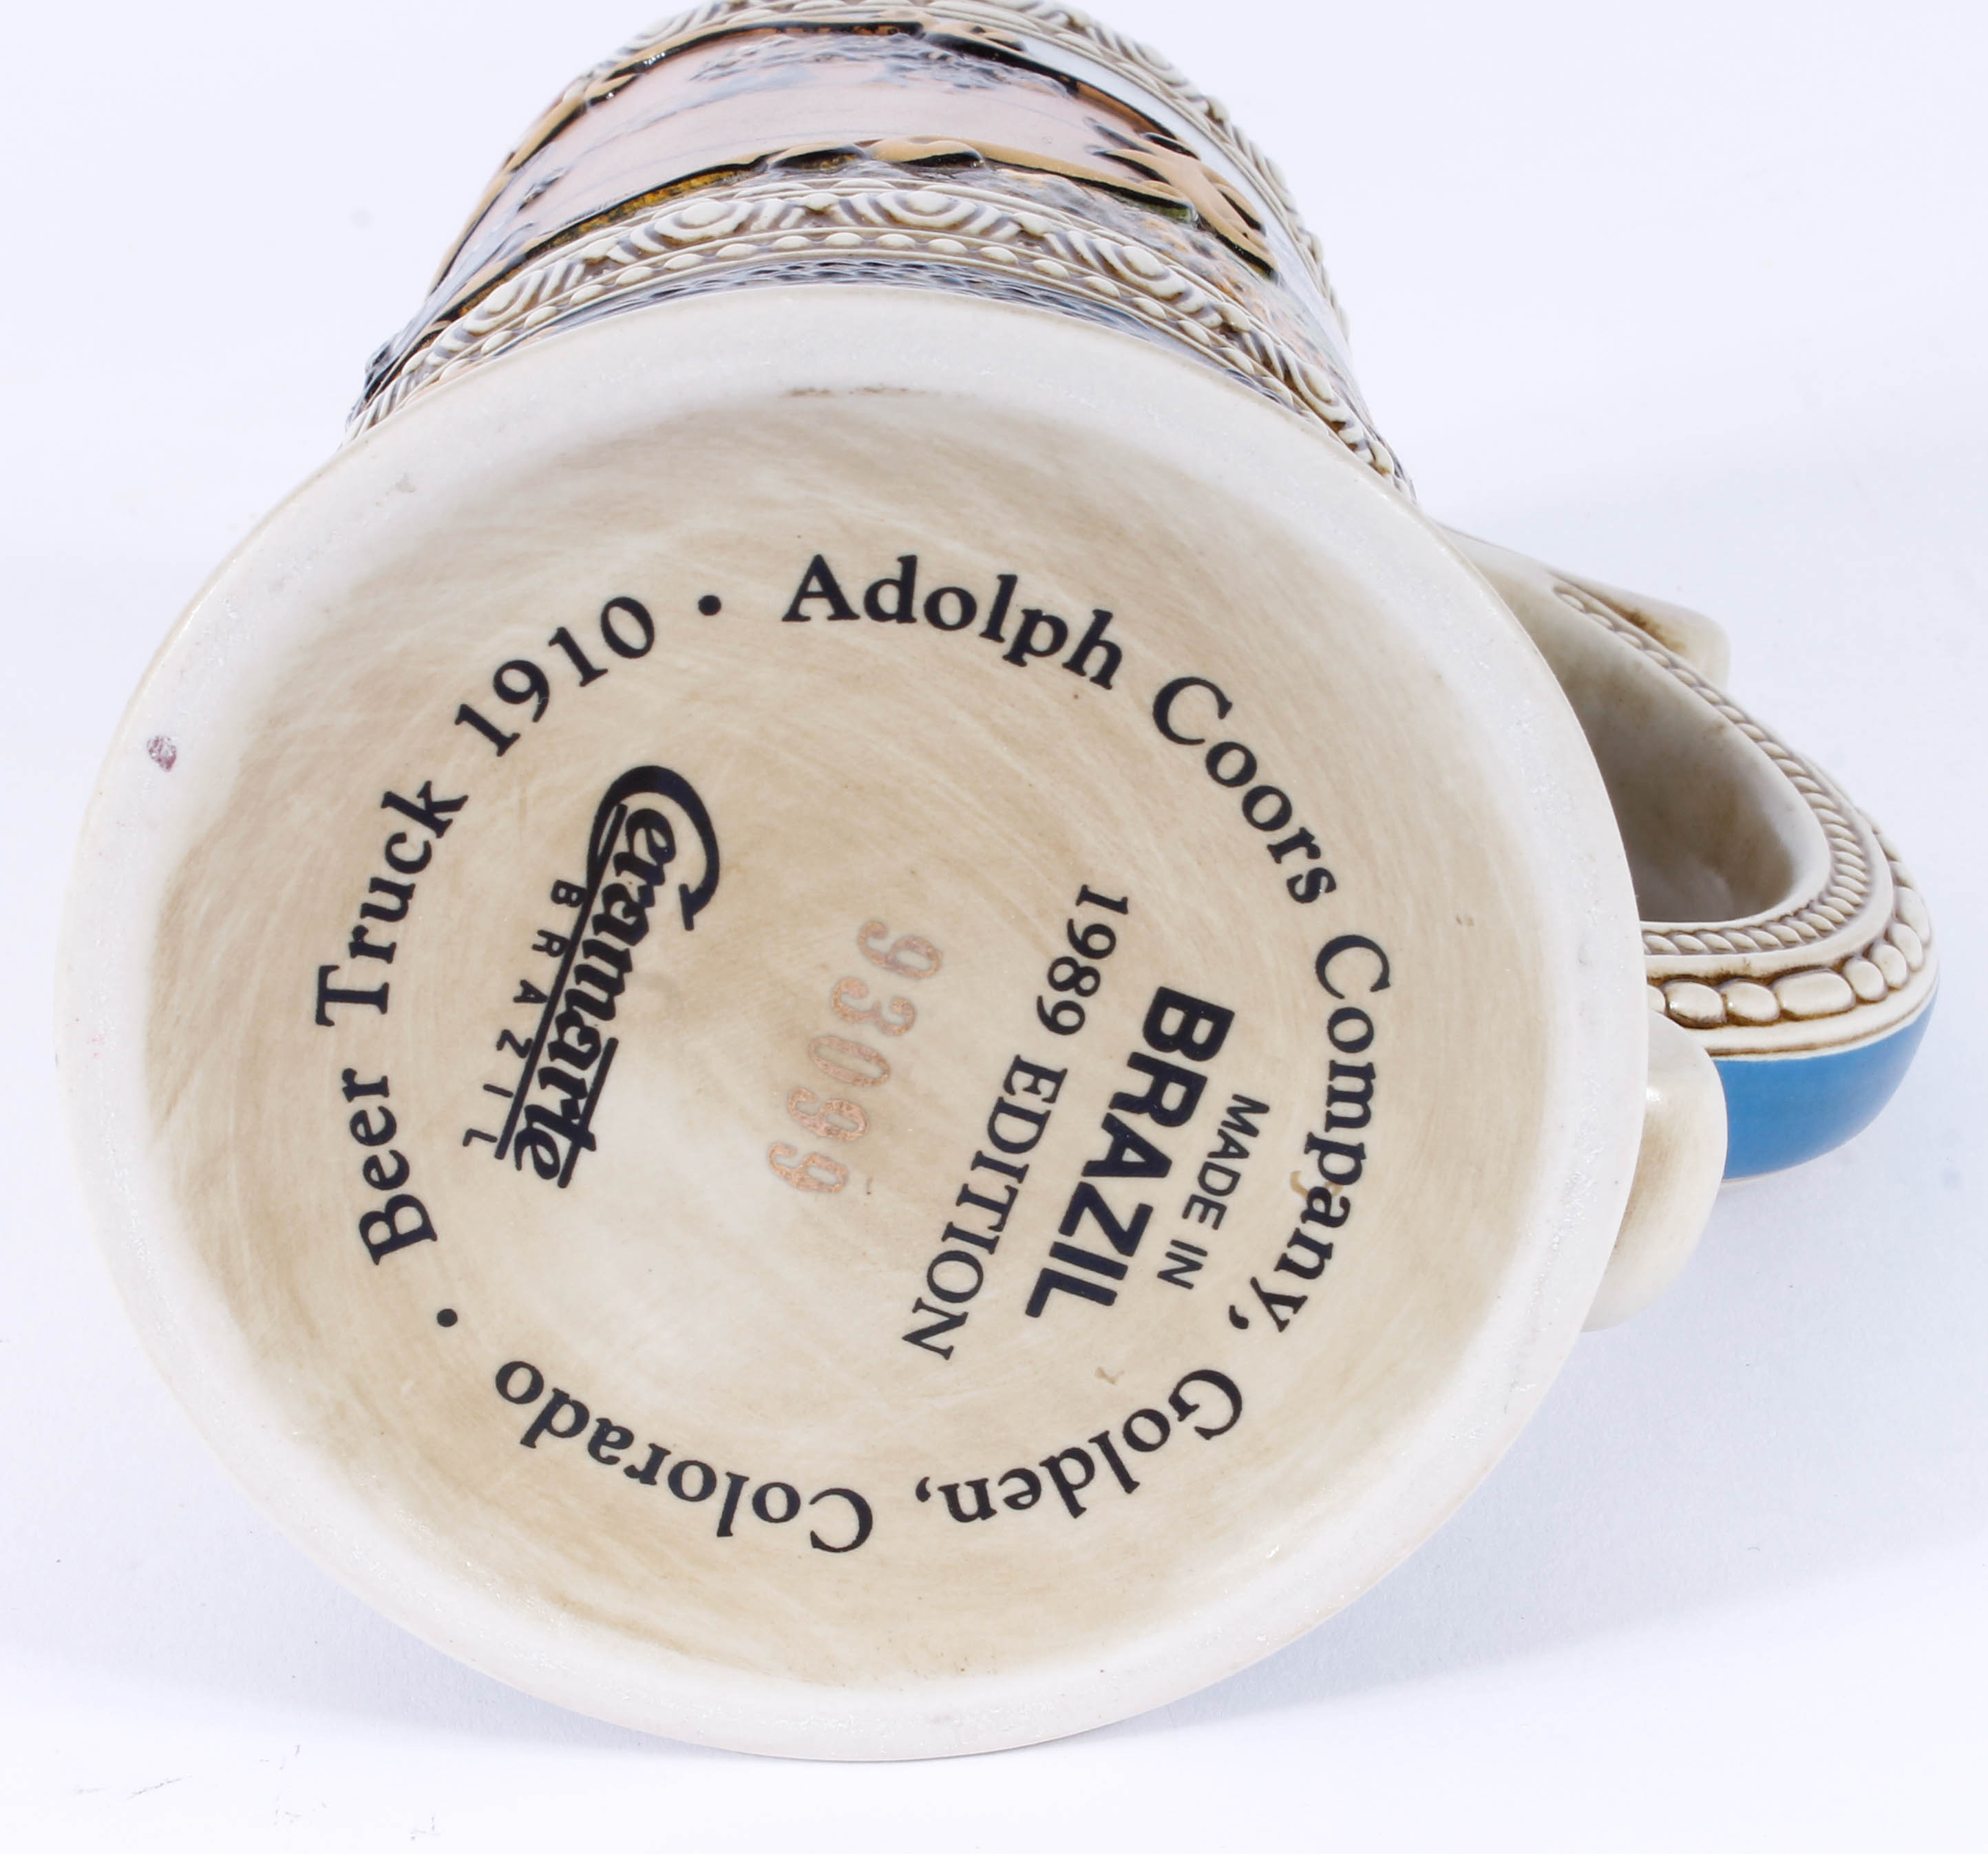 Beer Truck 1910 • Adolph Coors Company, Golden, Colorado •
Ceramarte
BRAZIL
93099
1989 EDITION
BRAZIL
MADE IN